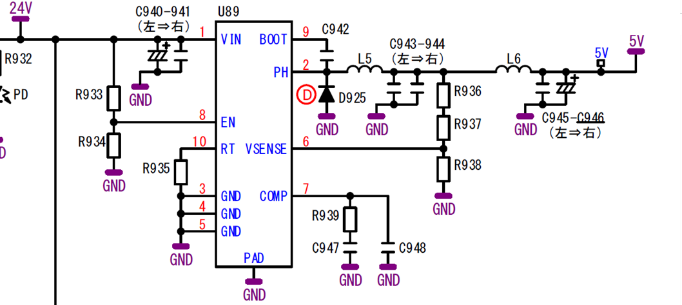 24V
C940-941
(左⇒右)
U89
1
VIN
BOOT
9
C942
R932
PD
GND
R933
R934
GND
8
EN
PH
2
L5
C943-944
(左⇒右)
L6
5V
5V
D
D925
GND
GND
R936
R937
R938
GND
GND
C945-C946
(左⇒右)
10
RT
VSENSE
6
R935
3
GND
4
GND
5
GND
COMP
7
R939
C947
C948
GND
GND
GND
PAD
GND